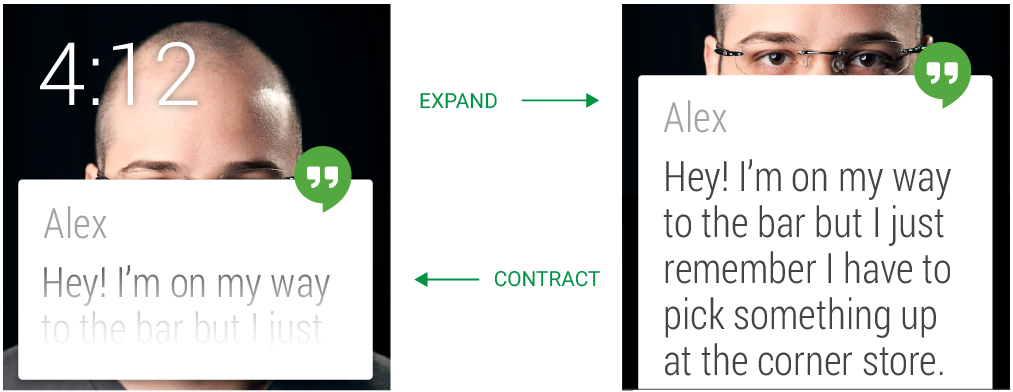 4:12
Alex
Hey! I’m on my way
to the bar but I just
EXPAND
CONTRACT
Alex
Hey! I’m on my way
to the bar but I just
remember I have to
pick something up
at the corner store.